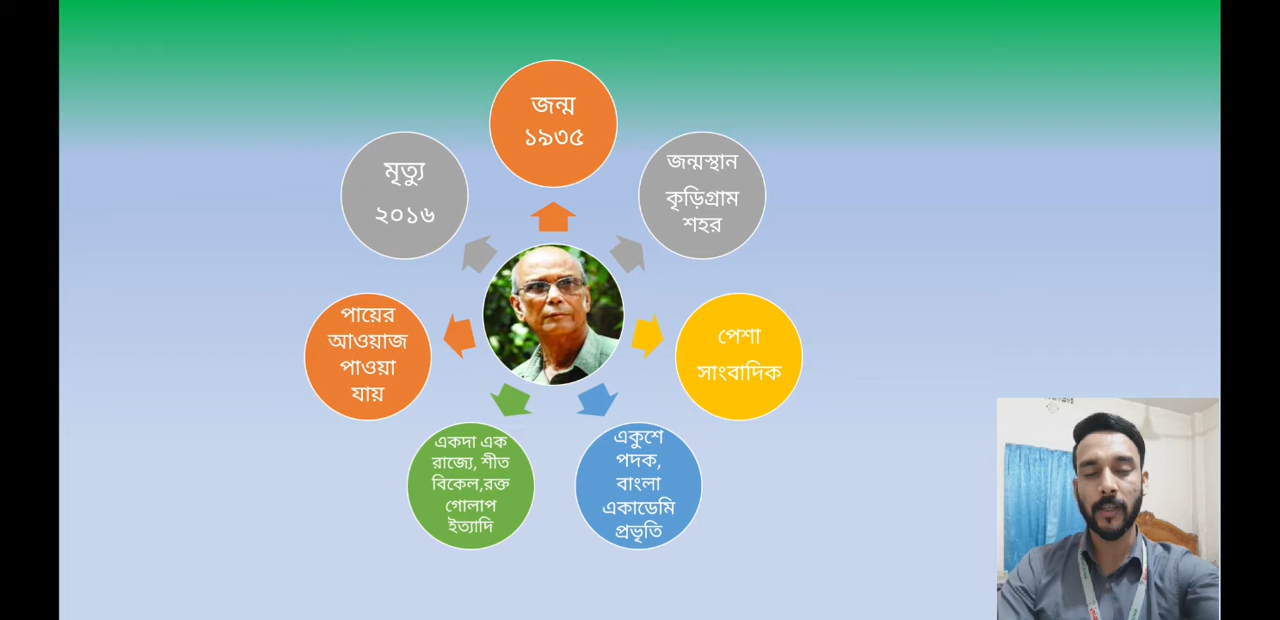 জন্ম
১৯৩৫
জন্মস্থান
কুড়িগ্রাম
শহর
পেশা
সাংবাদিক
একুশে
পদক,
বাংলা
একাডেমি
প্রভৃতি
একদা এক
রাজ্যে, শীত
বিকেল,রক্ত
গোলাপ
ইত্যাদি
পায়ের
আওয়াজ
পাওয়া
যায়
মৃত্যু
২০১৬